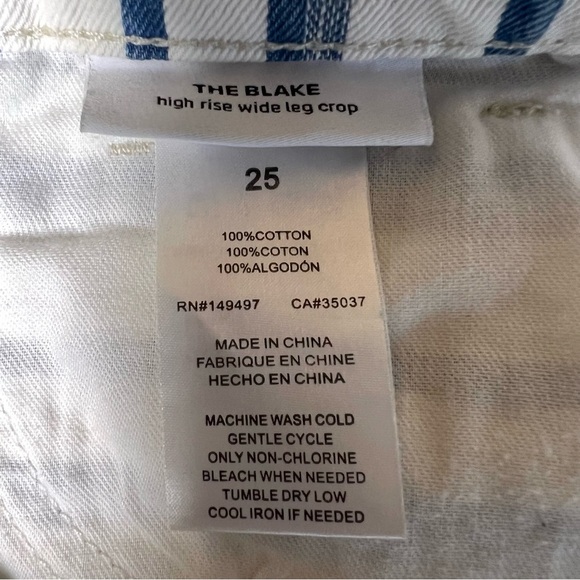 THE BLAKE
high rise wide leg crop
25
100%COTTON
100%COTON
100%ALGODÓN
RN#149497 CA#35037
MADE IN CHINA
FABRIQUE EN CHINE
HECHO EN CHINA
MACHINE WASH COLD
GENTLE CYCLE
ONLY NON-CHLORINE
BLEACH WHEN NEEDED
TUMBLE DRY LOW
COOL IRON IF NEEDED